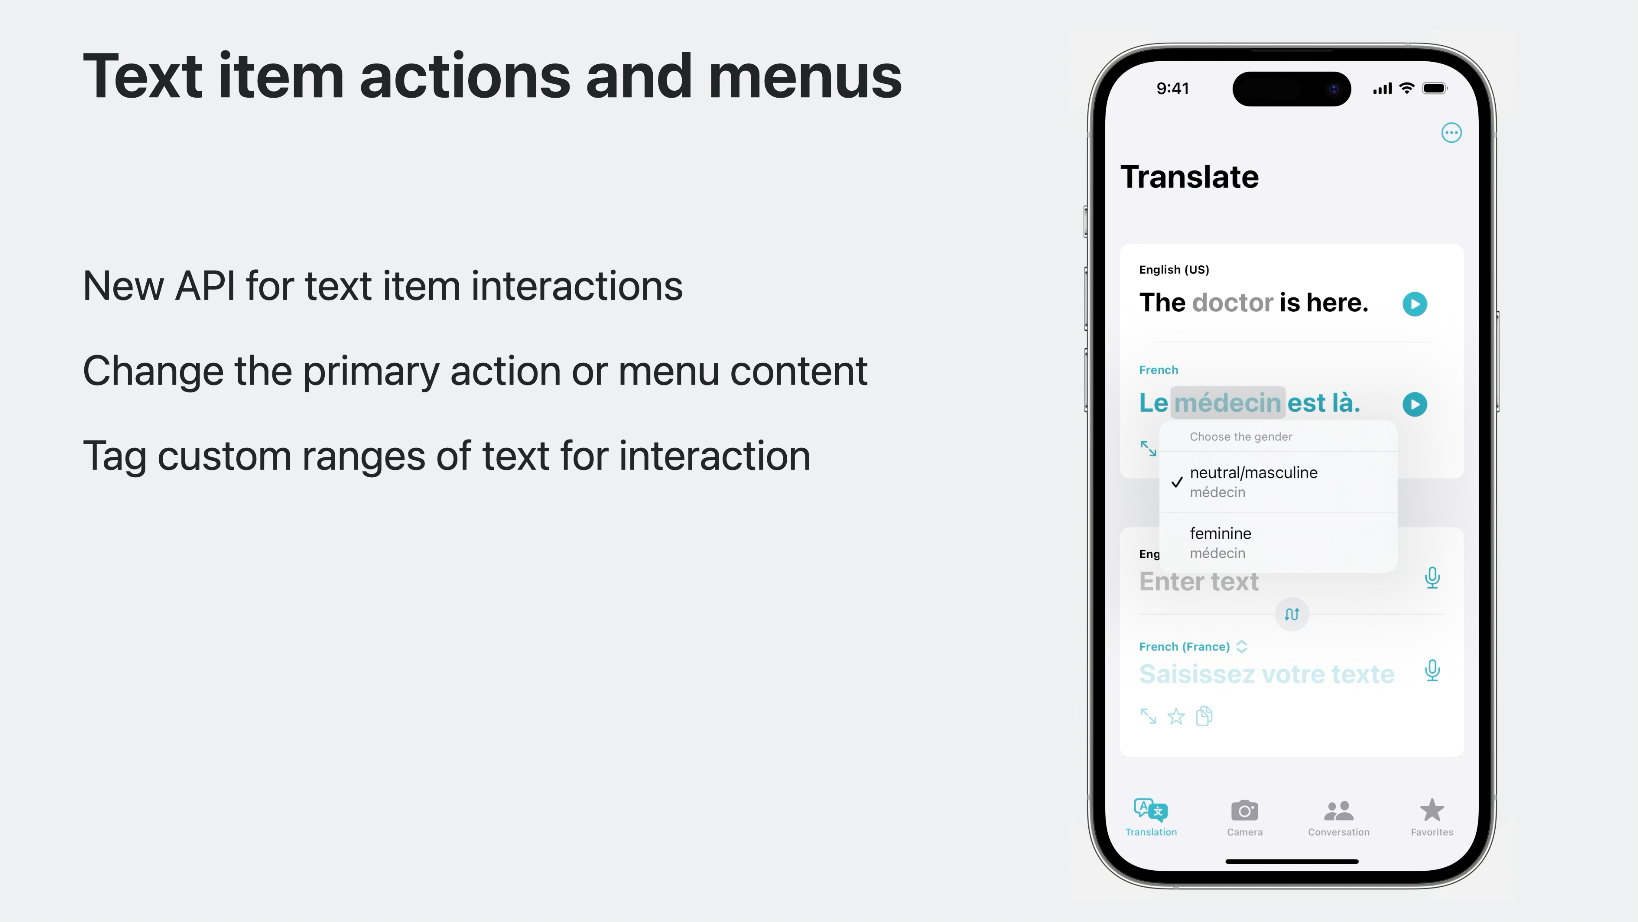 Text item actions and menus
New API for text item interactions
Change the primary action or menu content
Tag custom ranges of text for interaction
9:41
Translate
English (US)
The doctor is here.
French
Le médecin est là.
Choose the gender
neutral/masculine
médecin
feminine
médecin
Eng
Enter text
French (France)
Saisissez votre texte
Translation
Camera
Conversation
Favorites